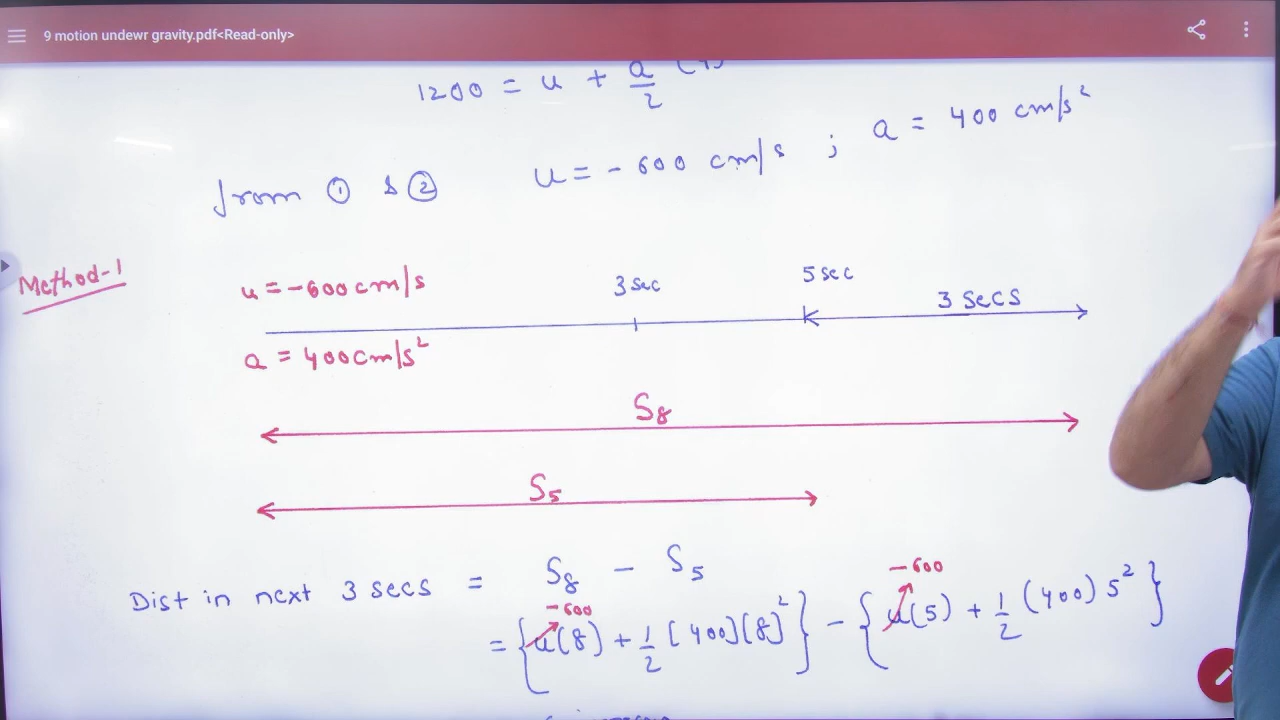 9 motion undewr gravity.pdf<Read-only>
1200 = u + a/2
from ① & ② u = - 600 cm/s ; a = 400 cm/s²
Method-1
u = -600 cm/s 3 sec 5 sec 3 secs
a = 400 cm/s²
S₈
S₅
Dist in next 3 secs = S₈ - S₅
-600 -600
= {u(8) + 1/2 [400][8]²} - {u(5) + 1/2 (400) 5²}